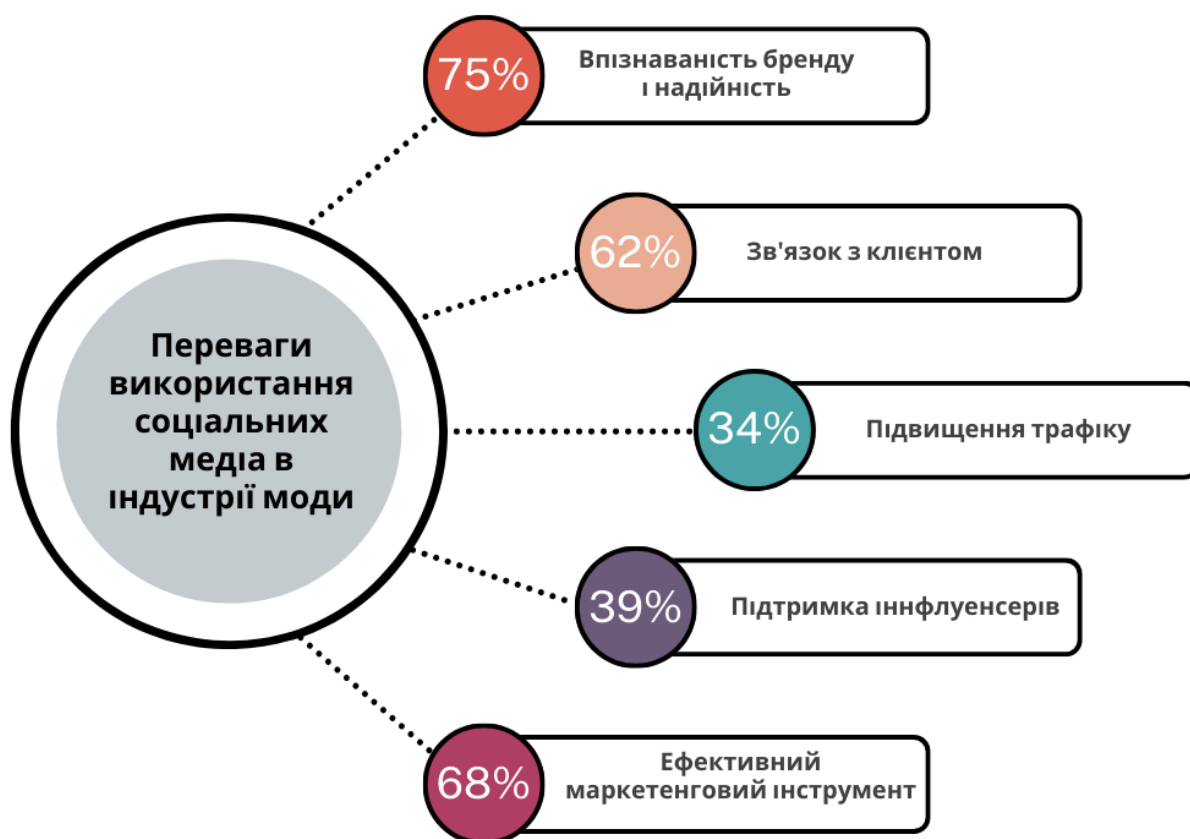 75%
Впізнаваність бренду
і надійність
62%
Зв'язок з клієнтом
Переваги
використання
соціальних
медіа в
індустрії моди
34%
Підвищення трафіку
39%
Підтримка іннфлуенсерів
68%
Ефективний
маркетенговий інструмент